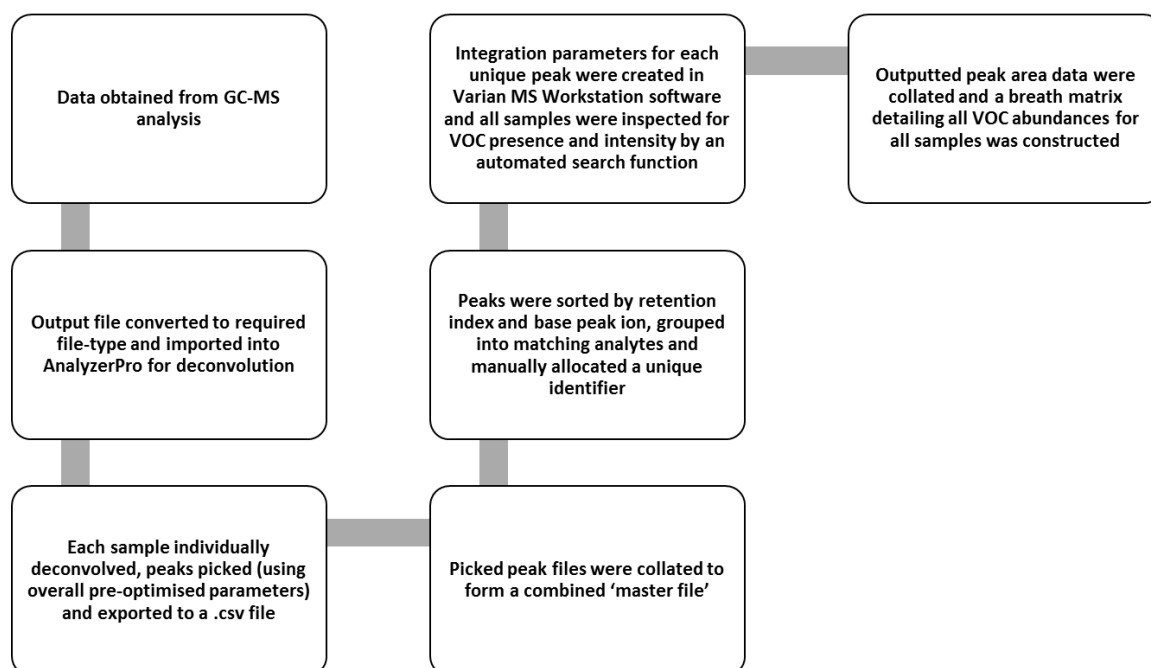 Data obtained from GC-MS
analysis
Output file converted to required
file-type and imported into
AnalyzerPro for deconvolution
Each sample individually
deconvolved, peaks picked (using
overall pre-optimised parameters)
and exported to a .csv file
Picked peak files were collated to
form a combined ‘master file’
Peaks were sorted by retention
index and base peak ion, grouped
into matching analytes and
manually allocated a unique
identifier
Integration parameters for each
unique peak were created in
Varian MS Workstation software
and all samples were inspected for
VOC presence and intensity by an
automated search function
Outputted peak area data were
collated and a breath matrix
detailing all VOC abundances for
all samples was constructed